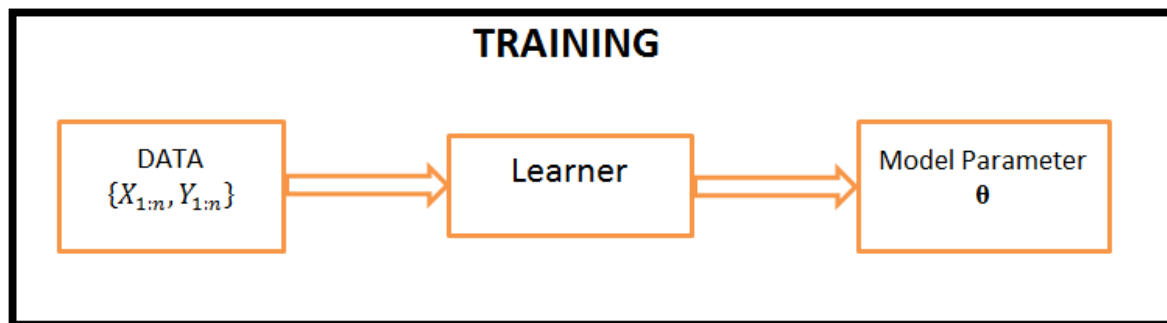 TRAINING
DATA
{X₁:ₙ, Y₁:ₙ}
Learner
Model Parameter
θ